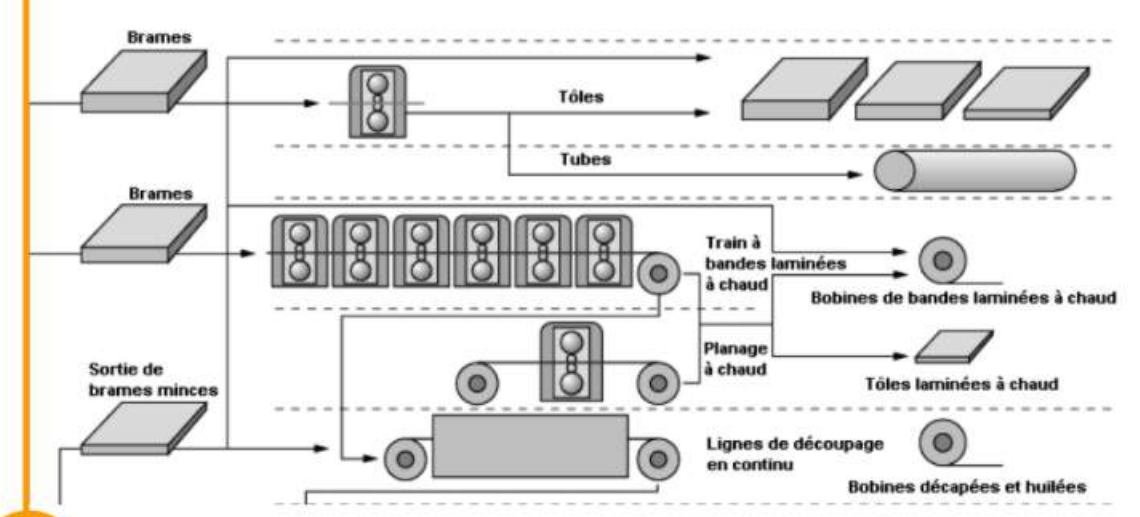 Brames
Tôles
Tubes
Brames
Train à
bandes laminées
à chaud
Bobines de bandes laminées à chaud
Planage
à chaud
Tôles laminées à chaud
Sortie de
brames minces
Lignes de découpage
en continu
Bobines décapées et huilées